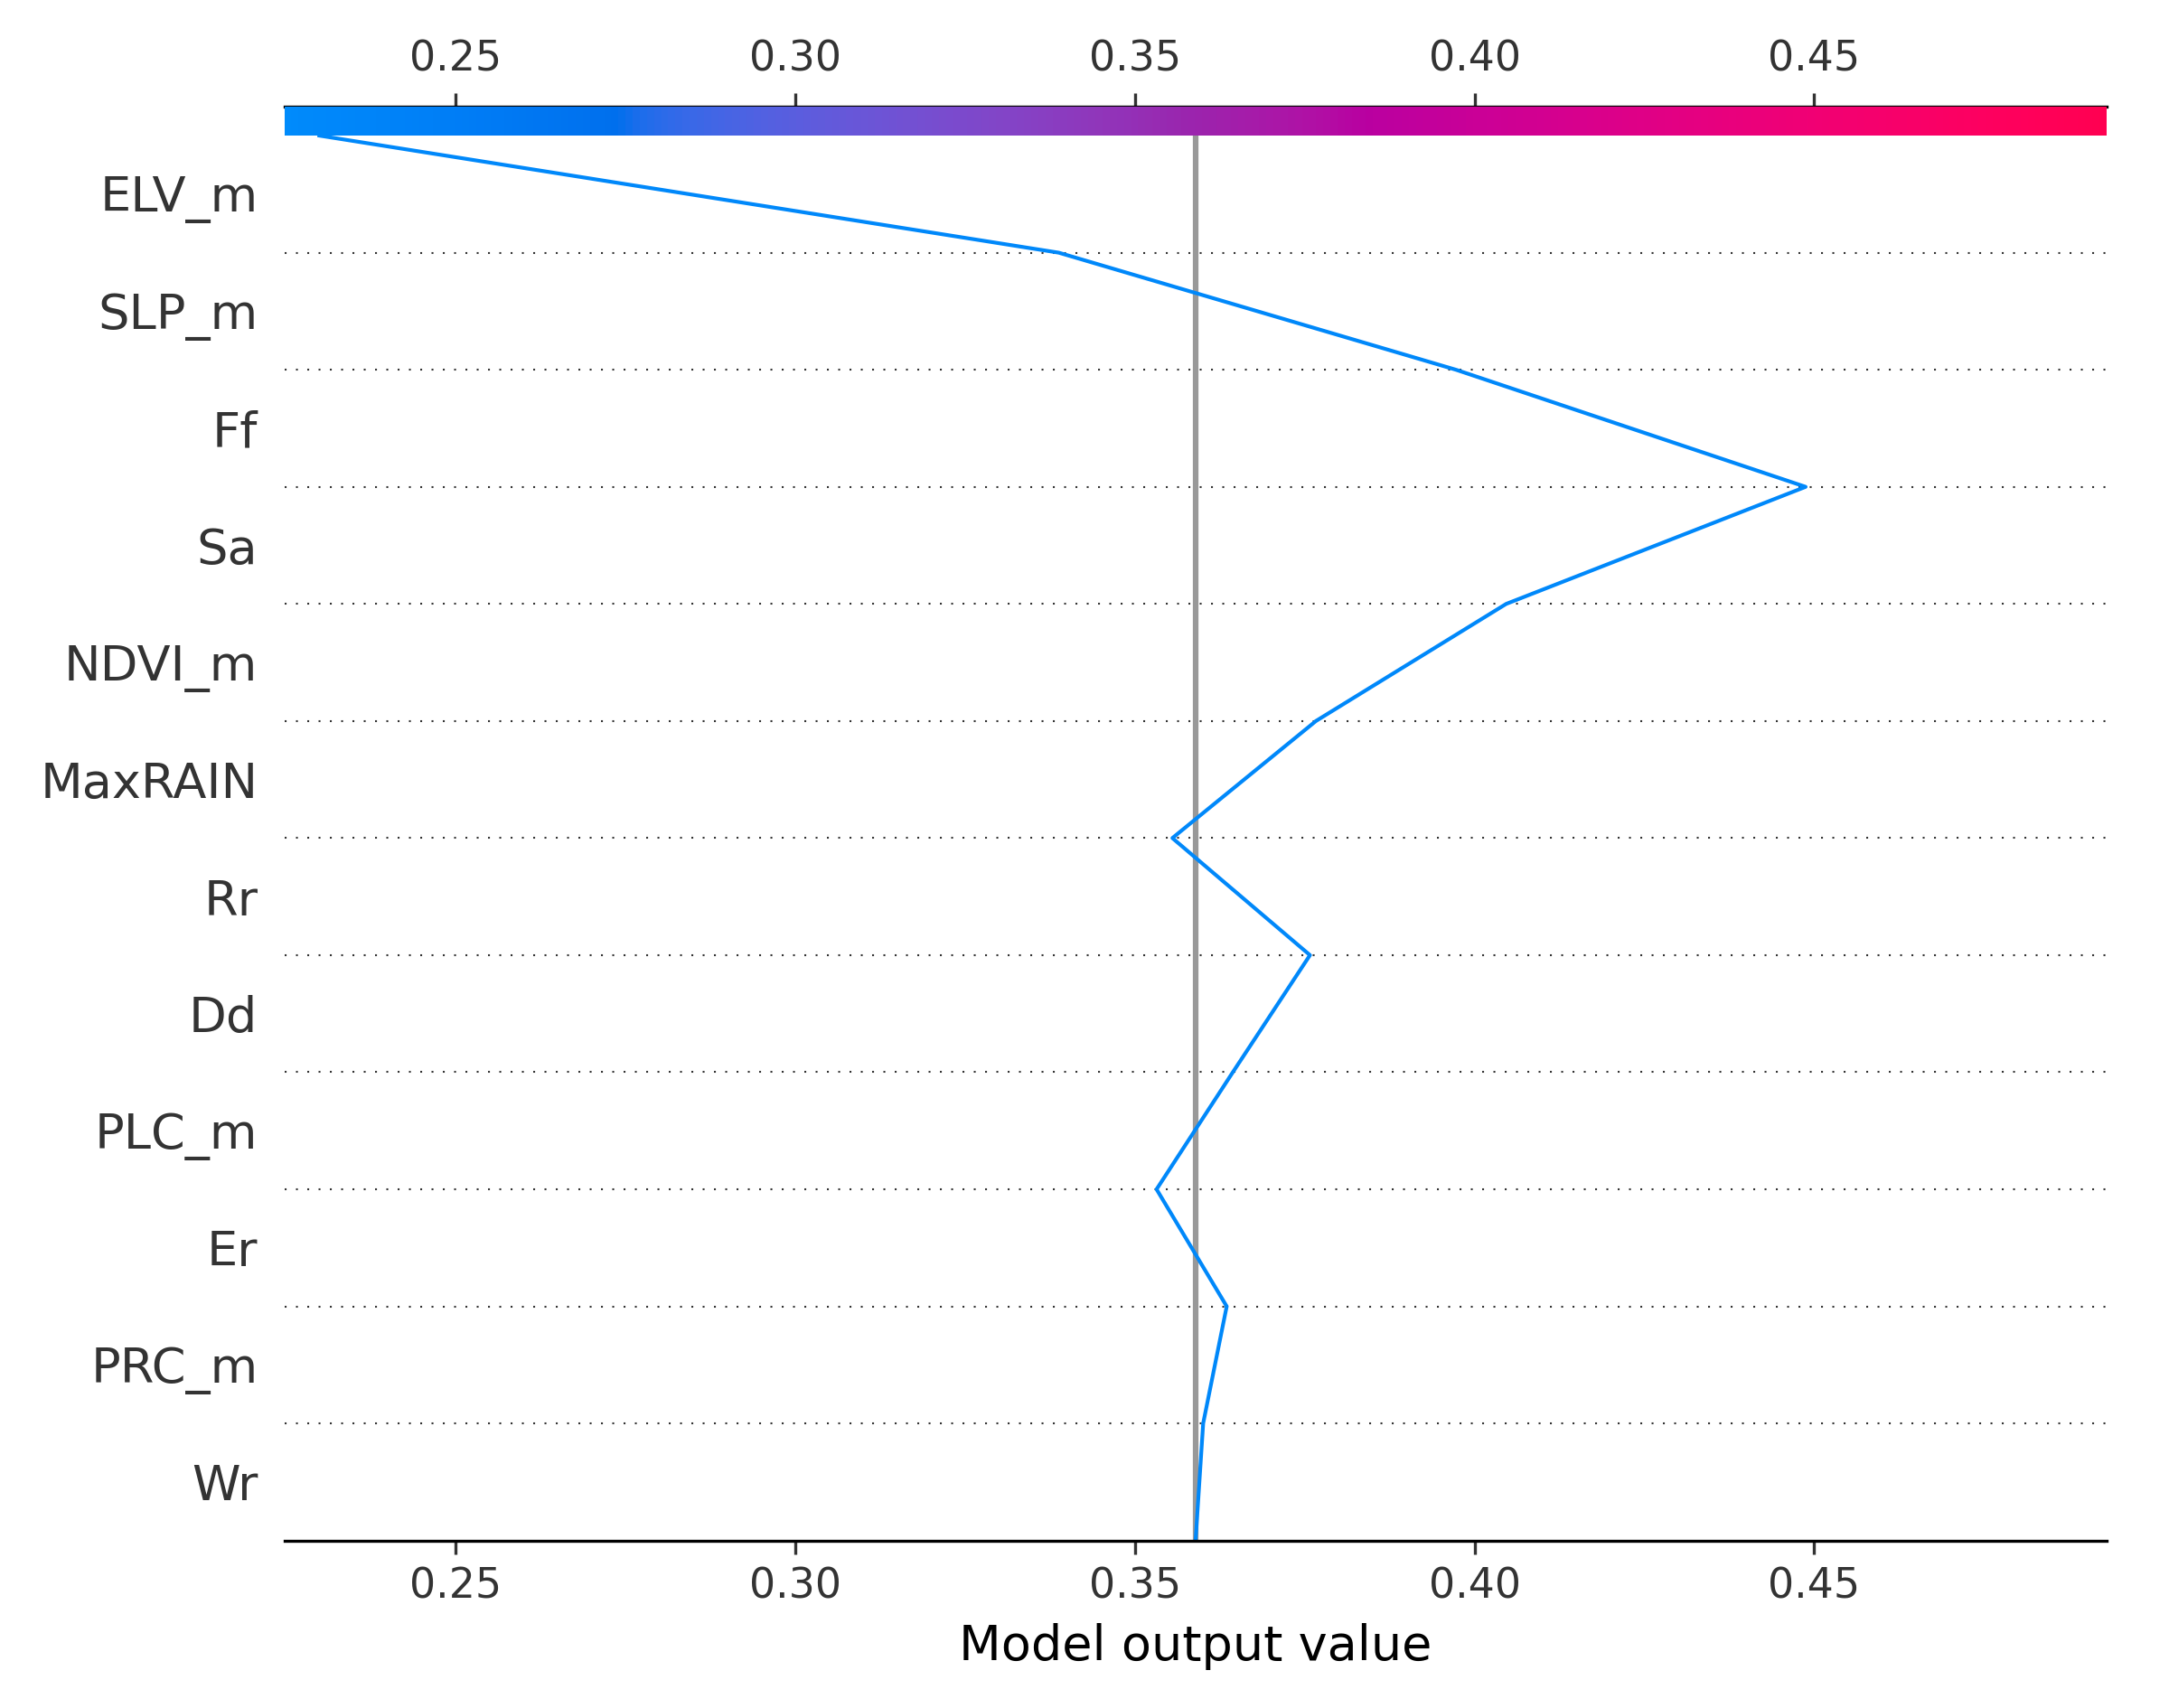 0.25 0.30 0.35 0.40 0.45
ELV_m
SLP_m
Ff
Sa
NDVI_m
MaxRAIN
Rr
Dd
PLC_m
Er
PRC_m
Wr
0.25 0.30 0.35 0.40 0.45
Model output value